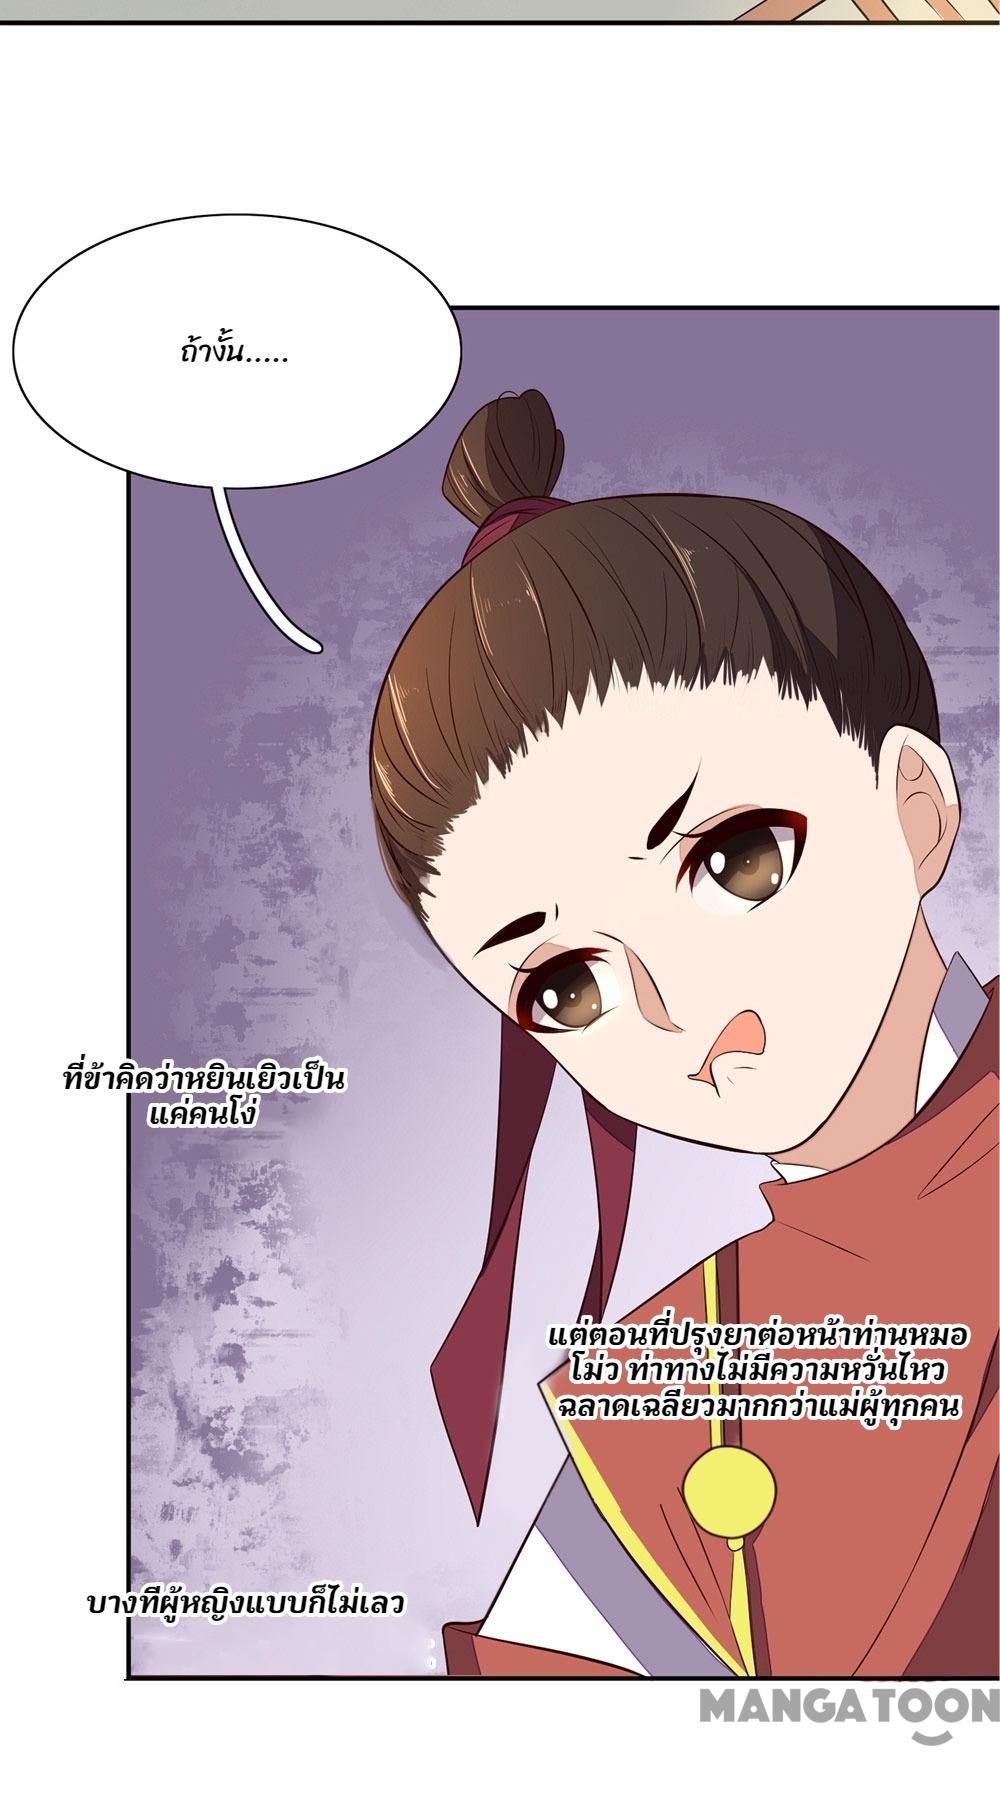 ถ้างั้น.....
ที่ข้าคิดว่าหยินเยิวเป็น
แค่คนโง่
แต่ตอนที่ปรุงยาต่อหน้าท่านหมอ
โม่ว ท่าทางไม่มีความหวั่นไหว
ฉลาดเฉลียวมากกว่าแม่ผู้ทุกคน
บางทีผู้หญิงแบบก็ไม่เลว
MANGATOON